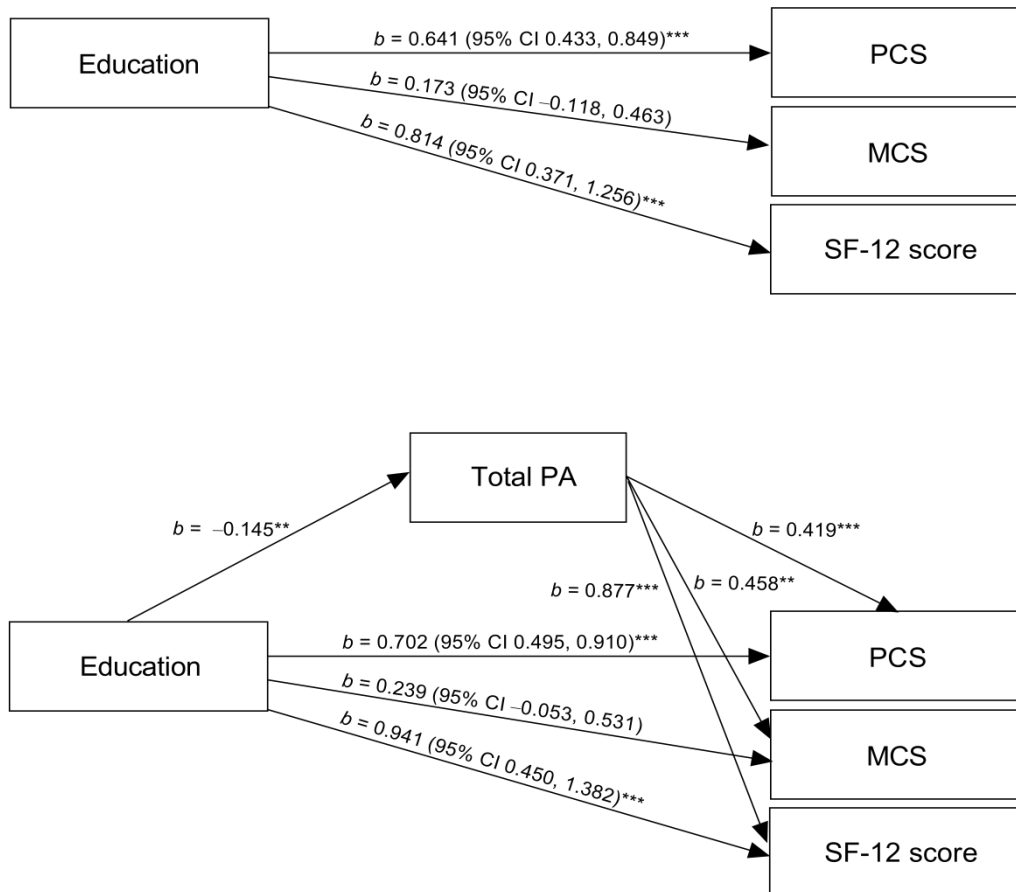 Education
b = 0.641 (95% CI 0.433, 0.849)***
PCS
b = 0.173 (95% CI –0.118, 0.463)
MCS
b = 0.814 (95% CI 0.371, 1.256)***
SF-12 score
Total PA
b = –0.145**
b = 0.419***
b = 0.458**
b = 0.877***
Education
b = 0.702 (95% CI 0.495, 0.910)***
PCS
b = 0.239 (95% CI –0.053, 0.531)
MCS
b = 0.941 (95% CI 0.450, 1.382)***
SF-12 score